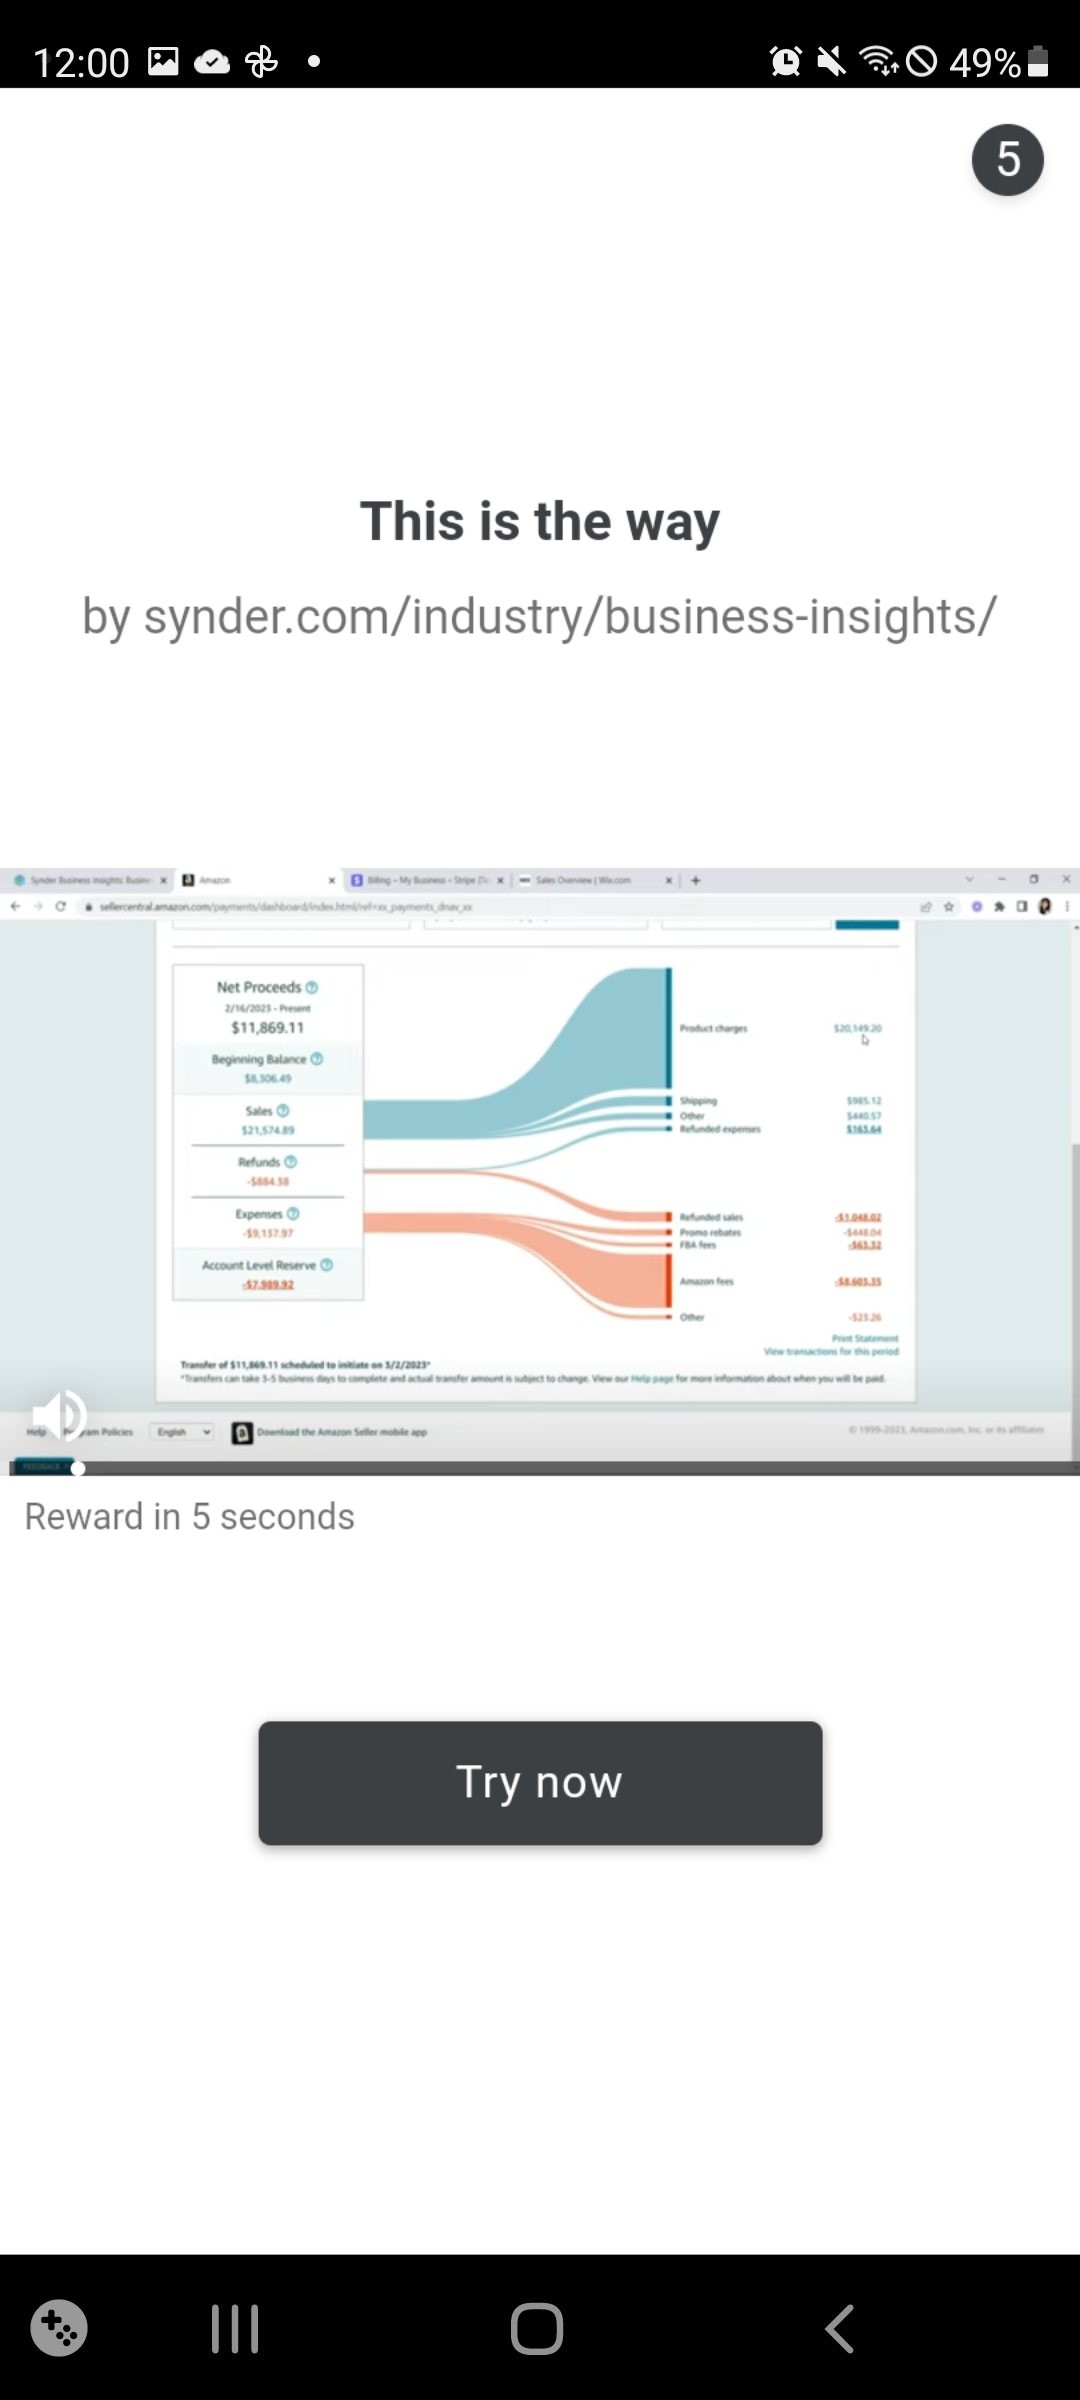 12:00
49%
5
This is the way
by synder.com/industry/business-insights/
Synder Business Insights: Busine
Amazon
Billing – My Business – Stripe [Te
Sales Overview | Wix.com
sellercentral.amazon.com/payments/dashboard/index.html/ref=xx_payments_dnav_xx
Net Proceeds
2/16/2023 - Present
$11,869.11
Beginning Balance
$8,306.49
Sales
$21,574.89
Refunds
-$884.38
Expenses
-$9,137.97
Account Level Reserve
-$7,989.92
Product charges $20,149.20
Shipping $985.12
Other $440.57
Refunded expenses $163.64
Refunded sales -$1,048.02
Promo rebates -$448.04
FBA fees
Amazon fees -$8,603.35
Other -$23.26
Print Statement
View transactions for this period
Transfer of $11,869.11 scheduled to initiate on 3/2/2023*
*Transfers can take 3-5 business days to complete and actual transfer amount is subject to change. View our Help page for more information about when you will be paid.
Help
Policies
English
Download the Amazon Seller mobile app
© 1999-2023, Amazon.com, Inc. or its affiliates
FEEDBACK
Reward in 5 seconds
Try now